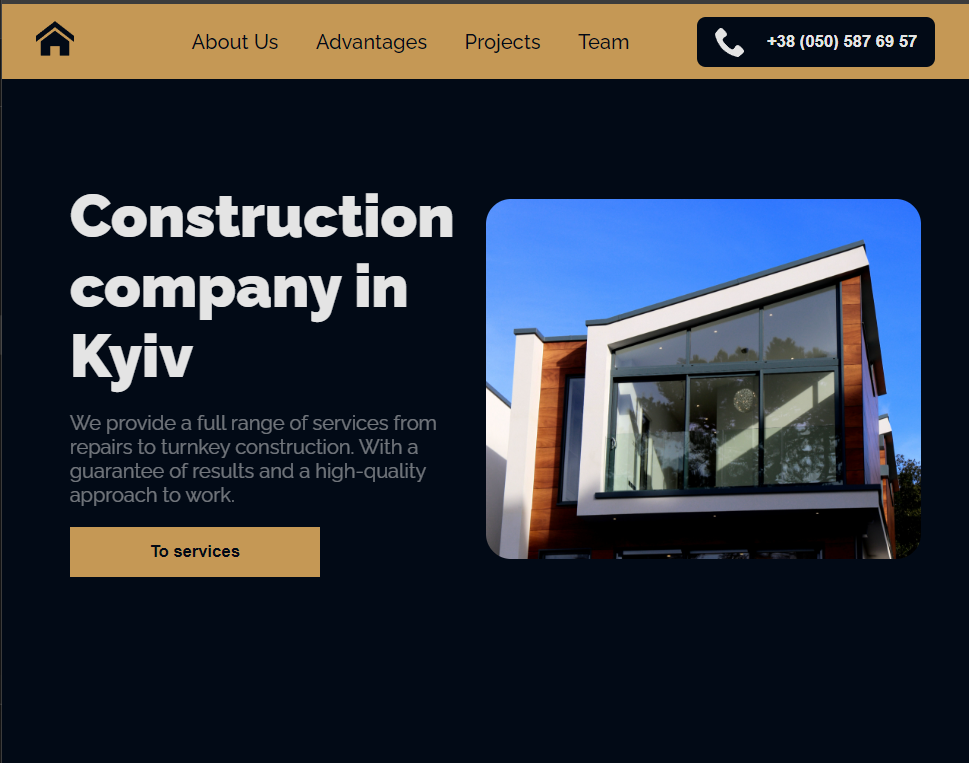 About Us Advantages Projects Team +38 (050) 587 69 57
Construction
company in
Kyiv
We provide a full range of services from
repairs to turnkey construction. With a
guarantee of results and a high-quality
approach to work.
To services